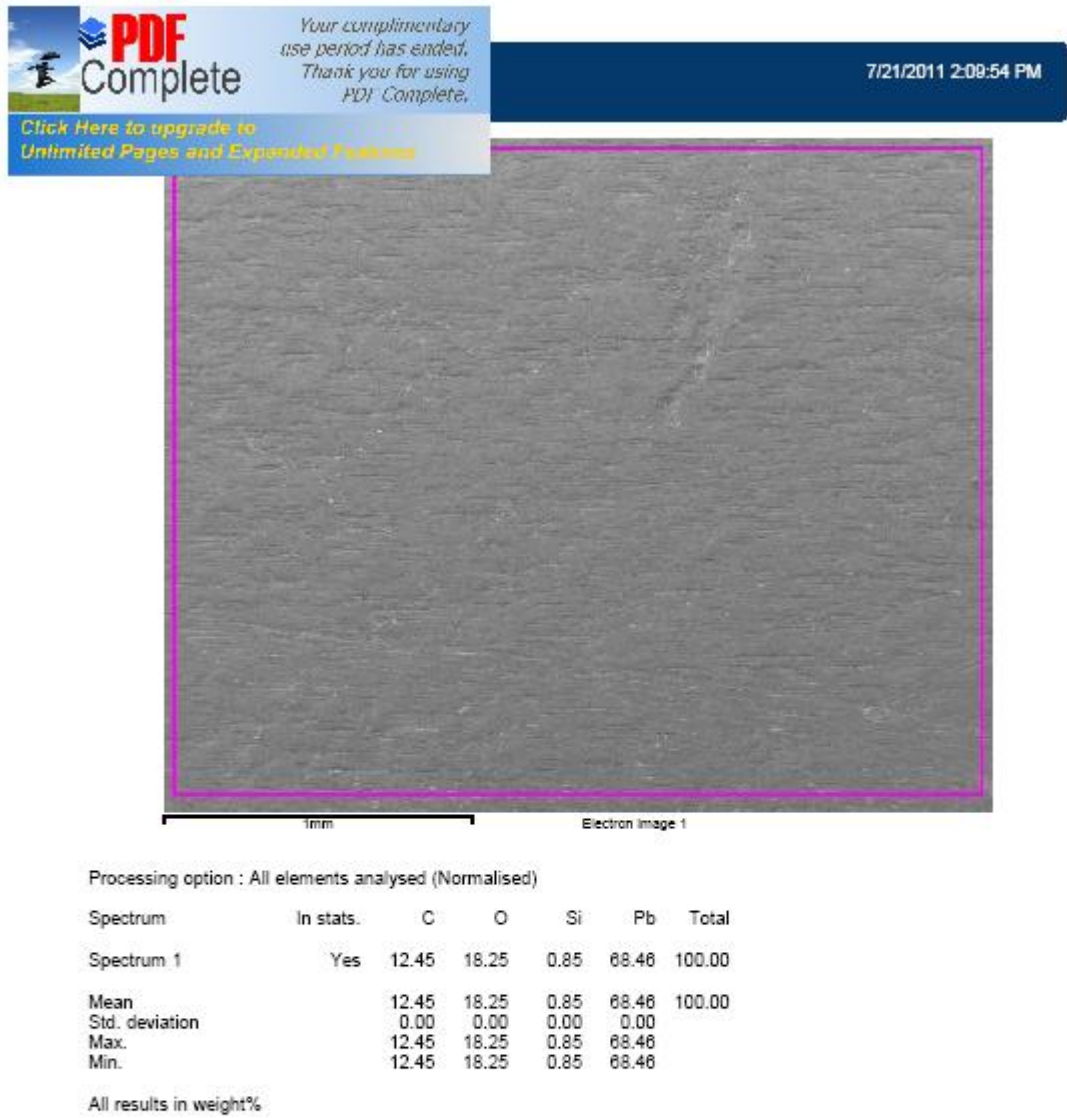 PDF
Complete
Your complimentary
use period has ended.
Thank you for using
PDF Complete.
Click Here to upgrade to
Unlimited Pages and Expanded Features
7/21/2011 2:09:54 PM
1mm
Electron Image 1
Processing option : All elements analysed (Normalised)
Spectrum In stats. C O Si Pb Total
Spectrum 1 Yes 12.45 18.25 0.85 68.46 100.00
Mean 12.45 18.25 0.85 68.46 100.00
Std. deviation 0.00 0.00 0.00 0.00
Max. 12.45 18.25 0.85 68.46
Min. 12.45 18.25 0.85 68.46
All results in weight%